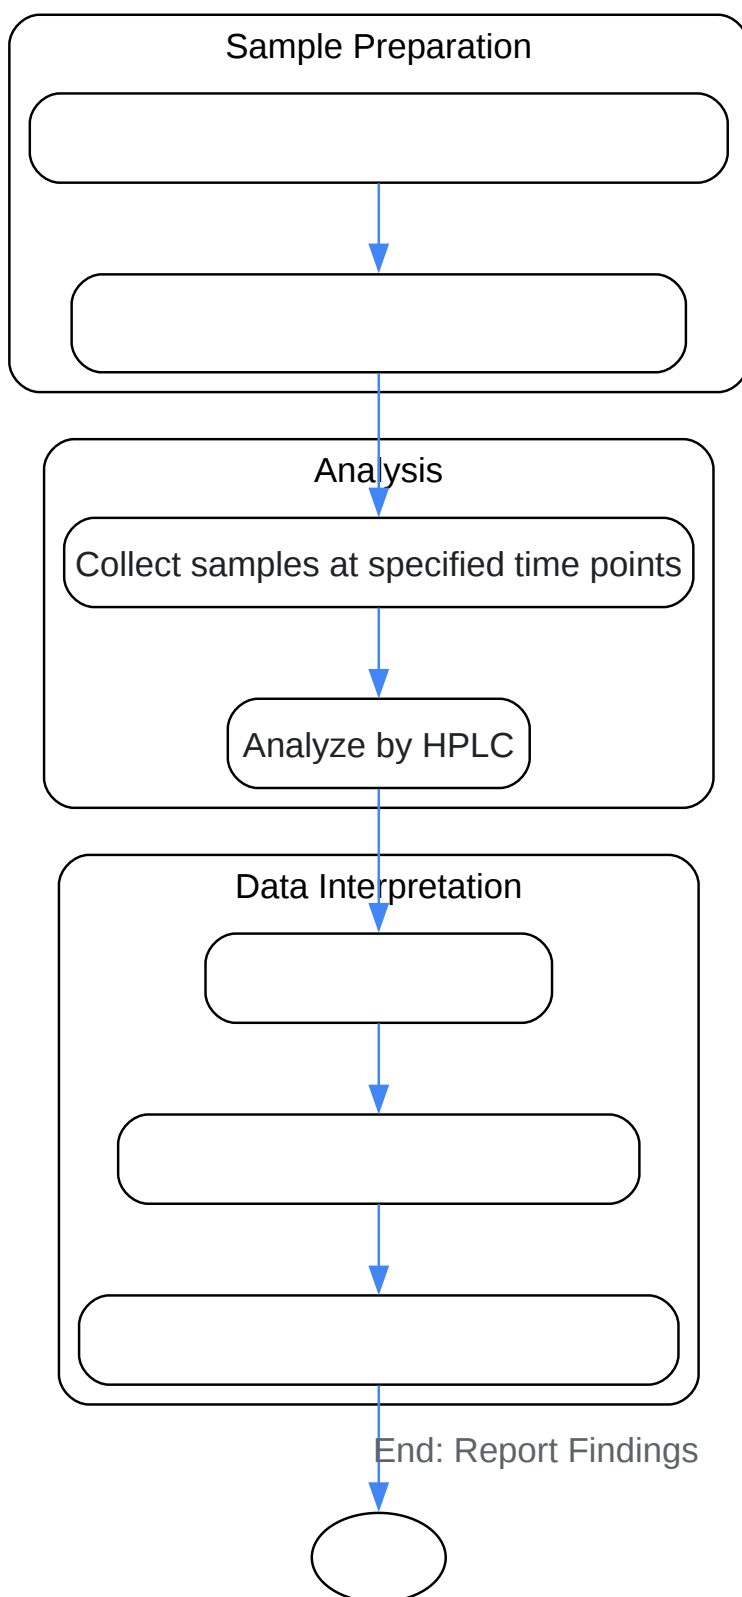 Sample Preparation
Analysis
Collect samples at specified time points
Analyze by HPLC
Data Interpretation
End: Report Findings